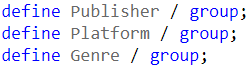 define Publisher / group;
define Platform / group;
define Genre / group;